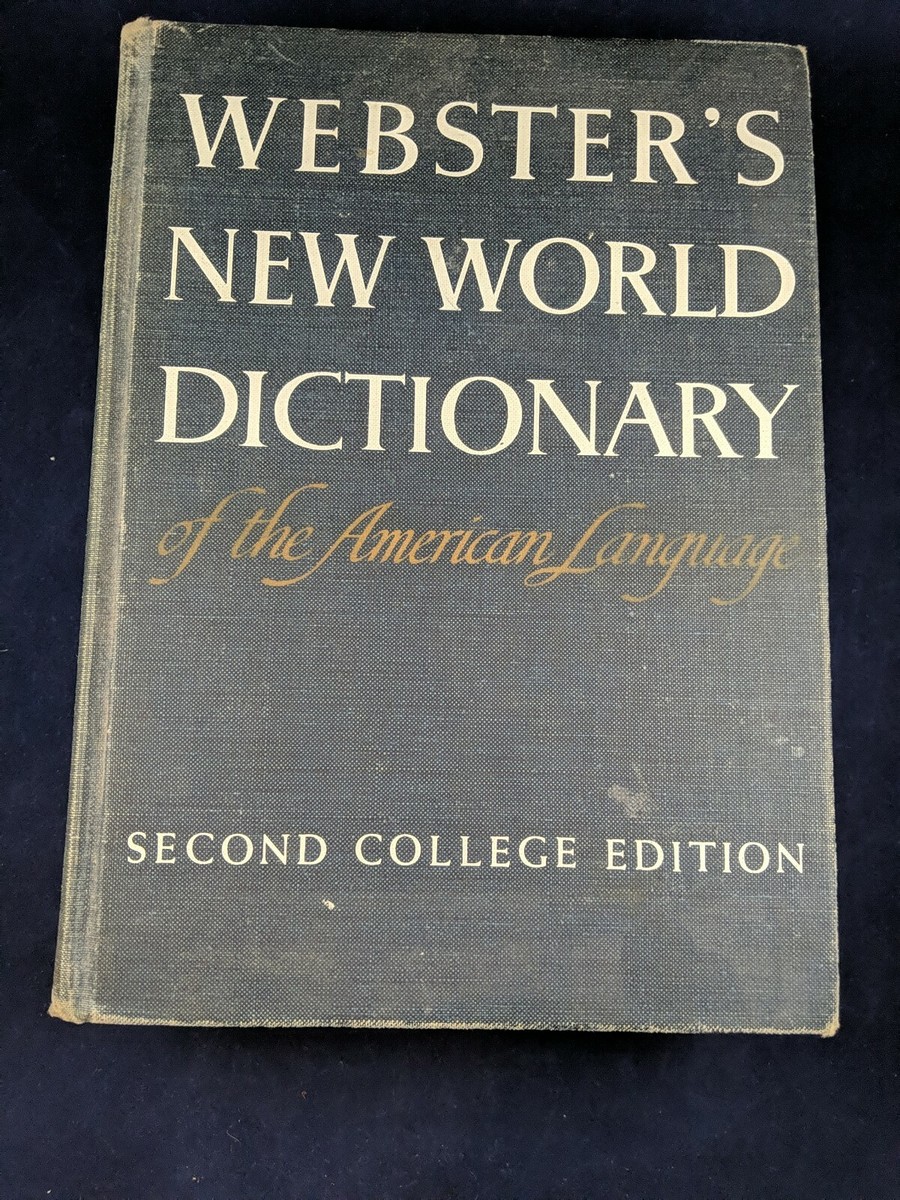 WEBSTER'S
NEW WORLD
DICTIONARY
of the American Language
SECOND COLLEGE EDITION